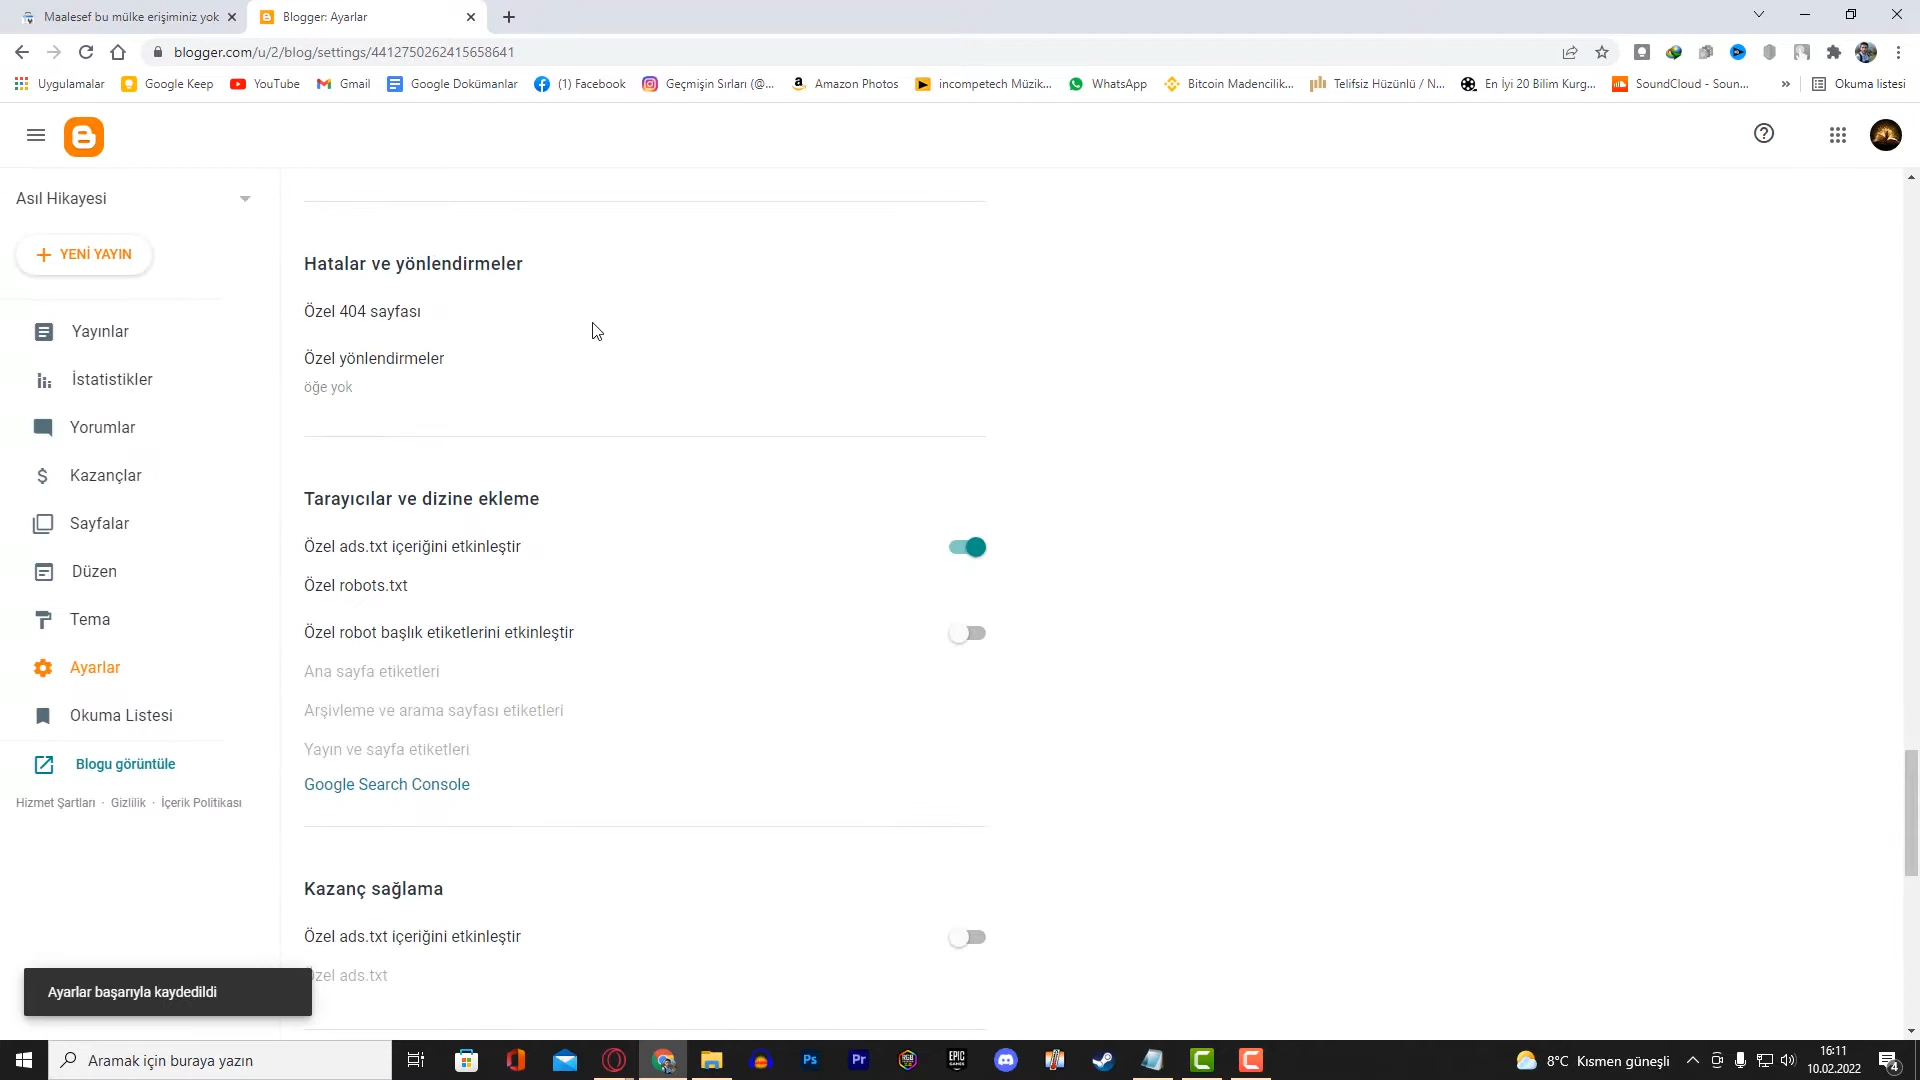 Maalesef bu mülke erişiminiz yok
Blogger: Ayarlar
blogger.com/u/2/blog/settings/4412750262415658641
Uygulamalar
Google Keep
YouTube
Gmail
Google Dokümanlar
(1) Facebook
Geçmişin Sırları (@...
Amazon Photos
incompetech Müzik...
WhatsApp
Bitcoin Madencilik...
Telifsiz Hüzünlü / N...
En İyi 20 Bilim Kurg...
SoundCloud - Soun...
»
Okuma listesi
Asıl Hikayesi
YENİ YAYIN
Yayınlar
İstatistikler
Yorumlar
Kazançlar
Sayfalar
Düzen
Tema
Ayarlar
Okuma Listesi
Blogu görüntüle
Hizmet Şartları · Gizlilik · İçerik Politikası
Hatalar ve yönlendirmeler
Özel 404 sayfası
Özel yönlendirmeler
öğe yok
Tarayıcılar ve dizine ekleme
Özel ads.txt içeriğini etkinleştir
Özel robots.txt
Özel robot başlık etiketlerini etkinleştir
Ana sayfa etiketleri
Arşivleme ve arama sayfası etiketleri
Yayın ve sayfa etiketleri
Google Search Console
Kazanç sağlama
Özel ads.txt içeriğini etkinleştir
zel ads.txt
Ayarlar başarıyla kaydedildi
Aramak için buraya yazın
Ps
Pr
EPIC
GAMES
8°C Kısmen güneşli
16:11
10.02.2022
4